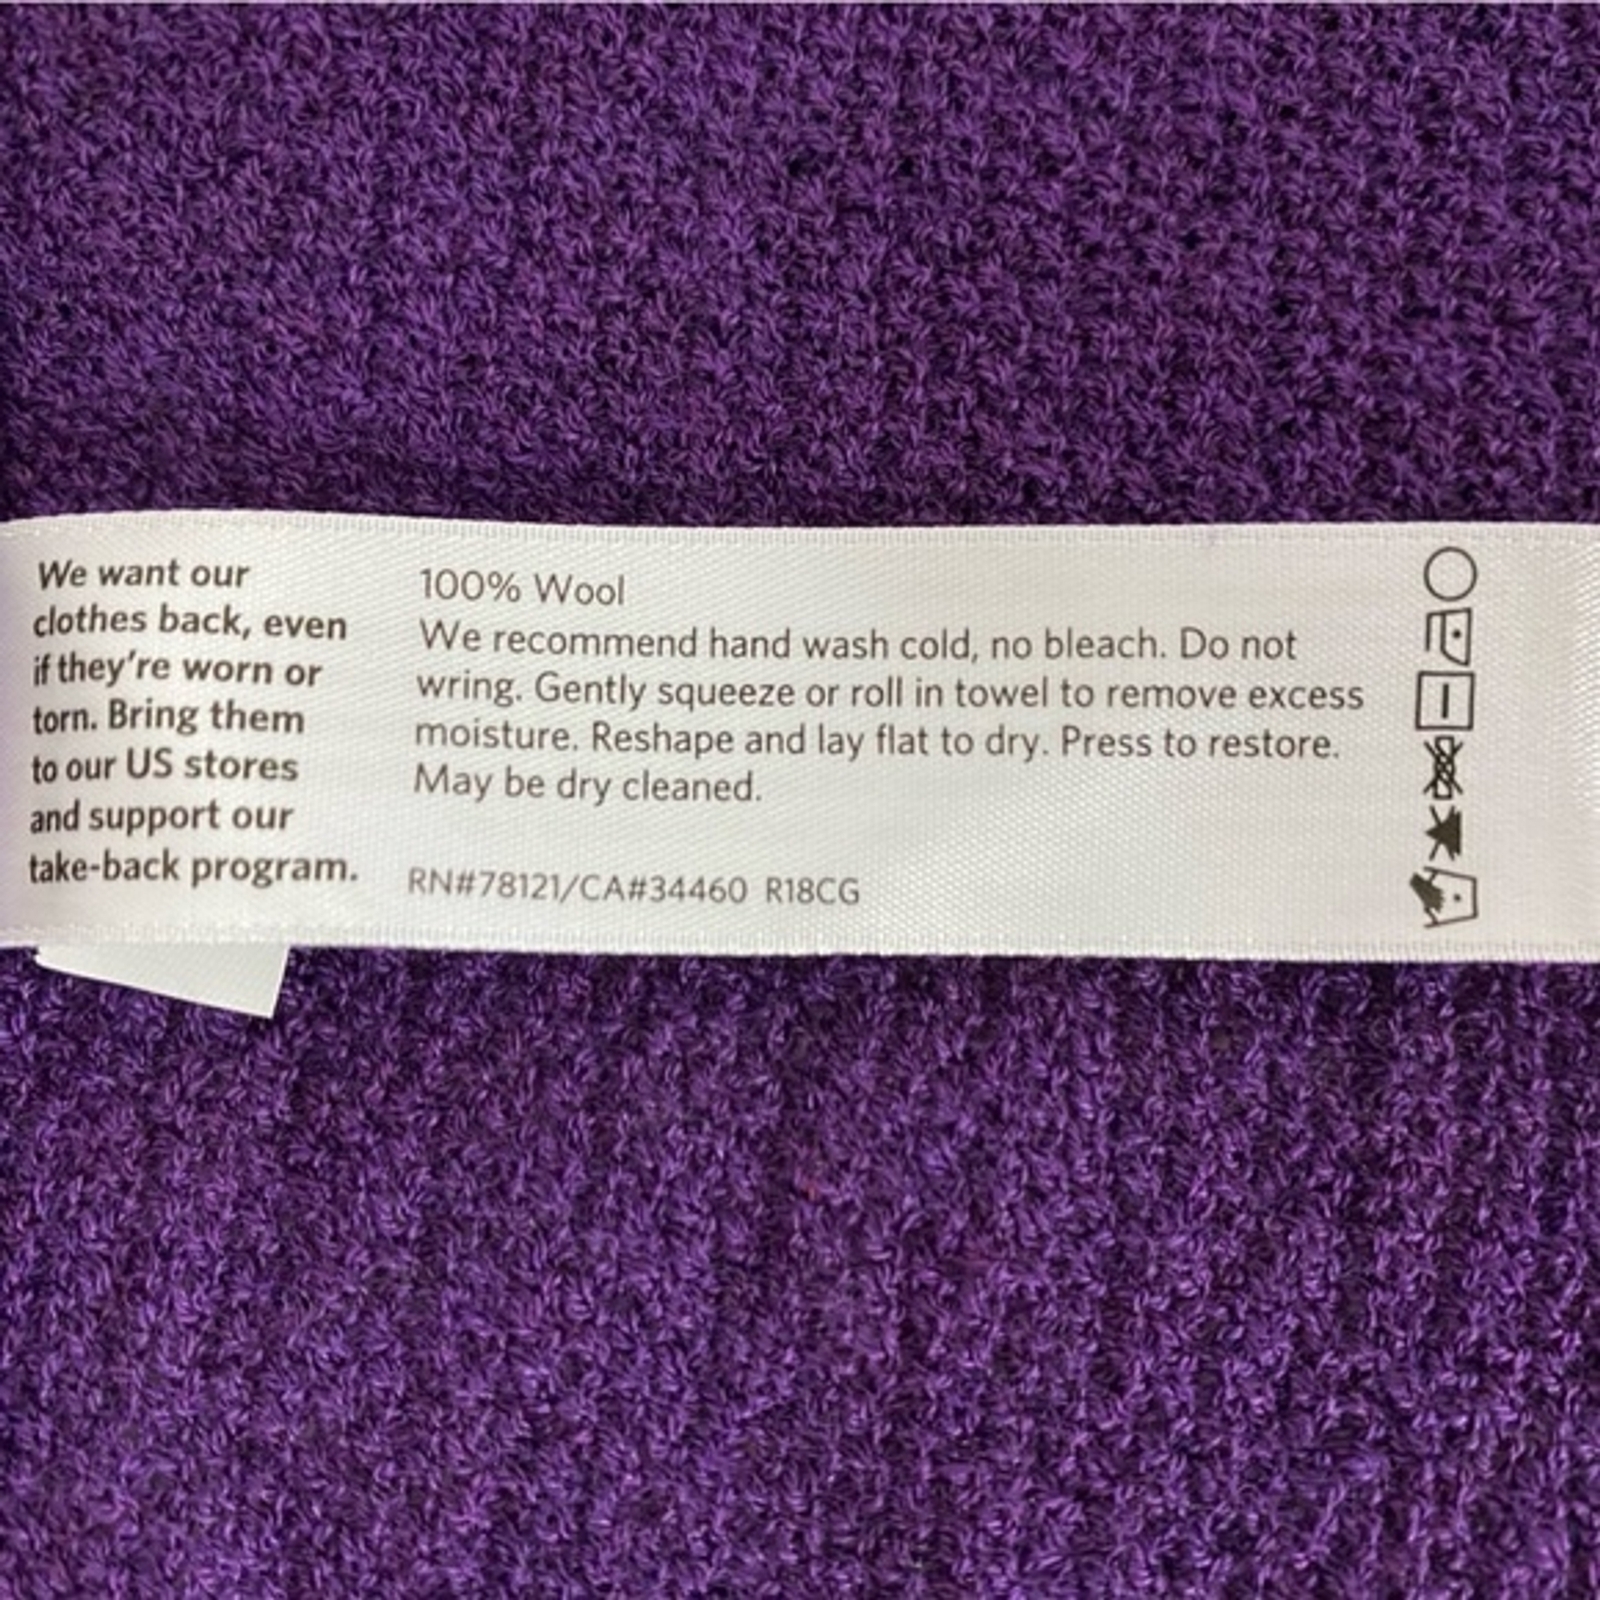 We want our
clothes back, even
if they're worn or
torn. Bring them
to our US stores
and support our
take-back program.
100% Wool
We recommend hand wash cold, no bleach. Do not
wring. Gently squeeze or roll in towel to remove excess
moisture. Reshape and lay flat to dry. Press to restore.
May be dry cleaned.
RN#78121/CA#34460 R18CG